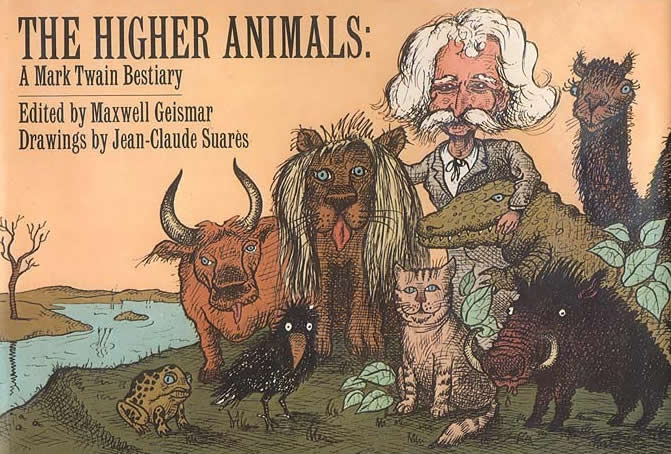 THE HIGHER ANIMALS:
A Mark Twain Bestiary
Edited by Maxwell Geismar
Drawings by Jean-Claude Suarès